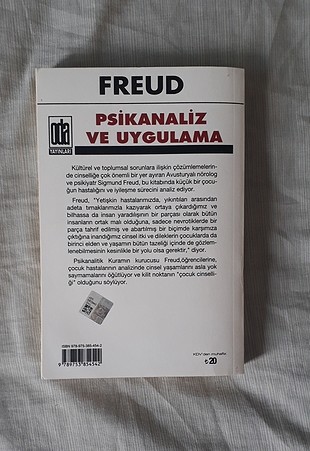 FREUD
oda
YAYINLARI
PSİKANALİZ
VE UYGULAMA
Kültürel ve toplumsal sorunlara ilişkin çözümlemelerin-
de cinselliğe çok önemli bir yer ayıran Avusturyalı nörolog
ve psikiyatr Sigmund Freud, bu kitabında küçük bir çocu-
ğun hastalığını ve iyileşme sürecini analiz ediyor.
Freud, "Yetişkin hastalarımızda, yıkıntıları arasından
adeta tırnaklarımızla kazıyarak ortaya çıkardığımız ve
bilhassa da insan yaradılışının bir parçası olarak bütün
insanların ortak malı olduğuna, sadece nevrotiklerde bir
parça tahrif edilmiş ve abartılmış bir biçimde karşımıza
çıktığına inandığımız cinsel itki ve dileklerin çocuklarda da
birinci elden ve yaşamın bütün tazeliği içinde de gözlem-
lenebilmesinin kesinlikle bir yolu olsa gerektir," diyor.
Psikanalitik Kuramın kurucusu Freud,öğrencilerine,
çocuk hastalarının analizinde cinsel yaşamlarını asla yok
saymamalarını öğütlüyor ve kilit noktanın "çocuk cinselli-
ği" olduğunu söylüyor.
ISBN 978-975-385-454-2
9 789753 854542
KDV'den muaftır.
₺20